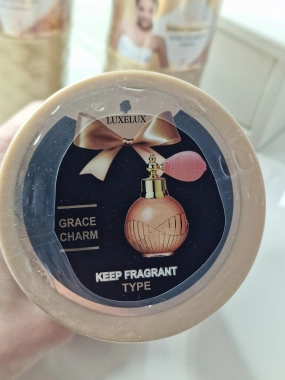 LUXELUX
GRACE
CHARM
KEEP FRAGRANT
TYPE